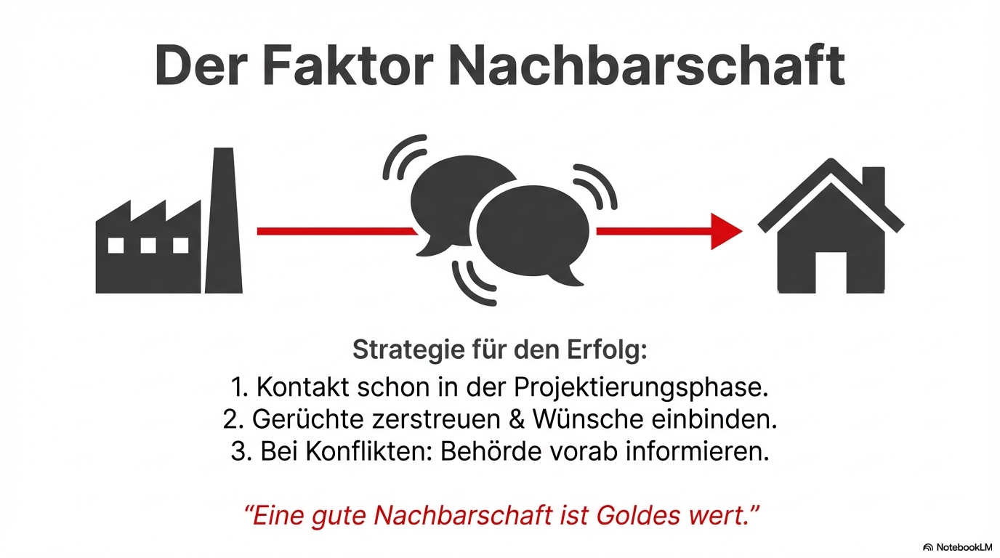 Der Faktor Nachbarschaft
Strategie für den Erfolg:
1. Kontakt schon in der Projektierungsphase.
2. Gerüchte zerstreuen & Wünsche einbinden.
3. Bei Konflikten: Behörde vorab informieren.
“Eine gute Nachbarschaft ist Goldes wert.”
NotebookLM